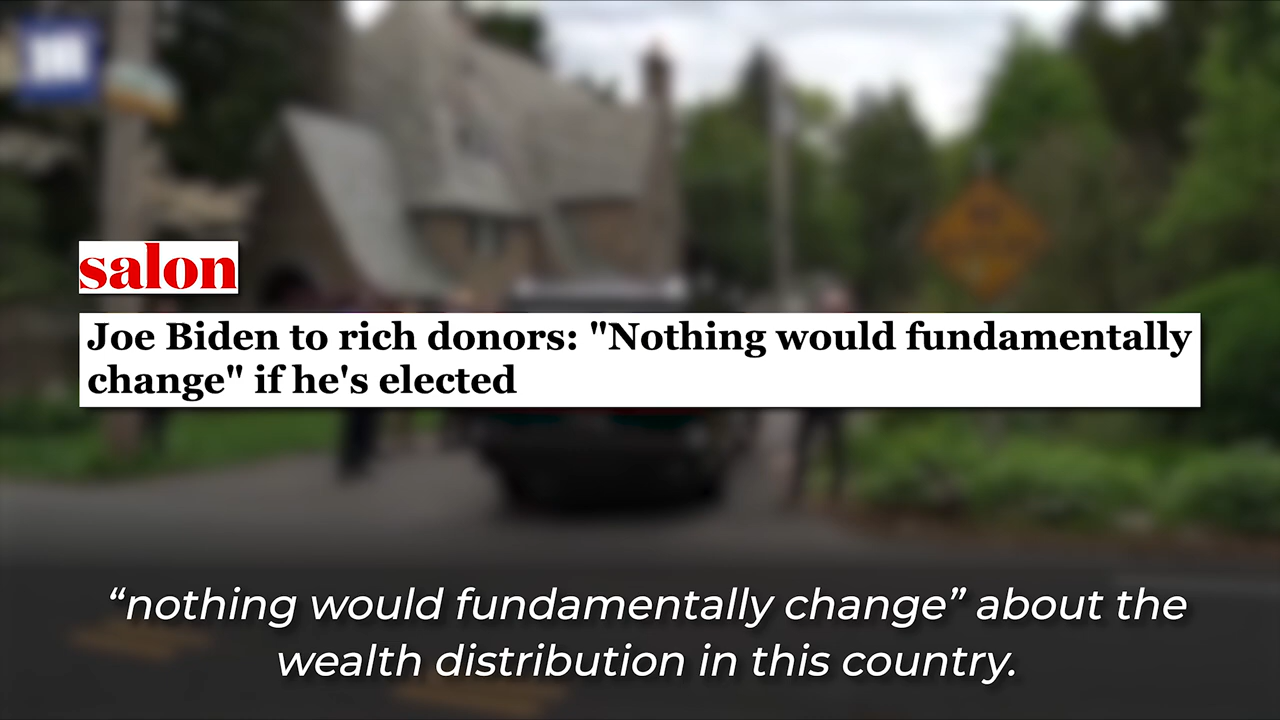 salon
Joe Biden to rich donors: "Nothing would fundamentally
change" if he's elected
“nothing would fundamentally change” about the
wealth distribution in this country.